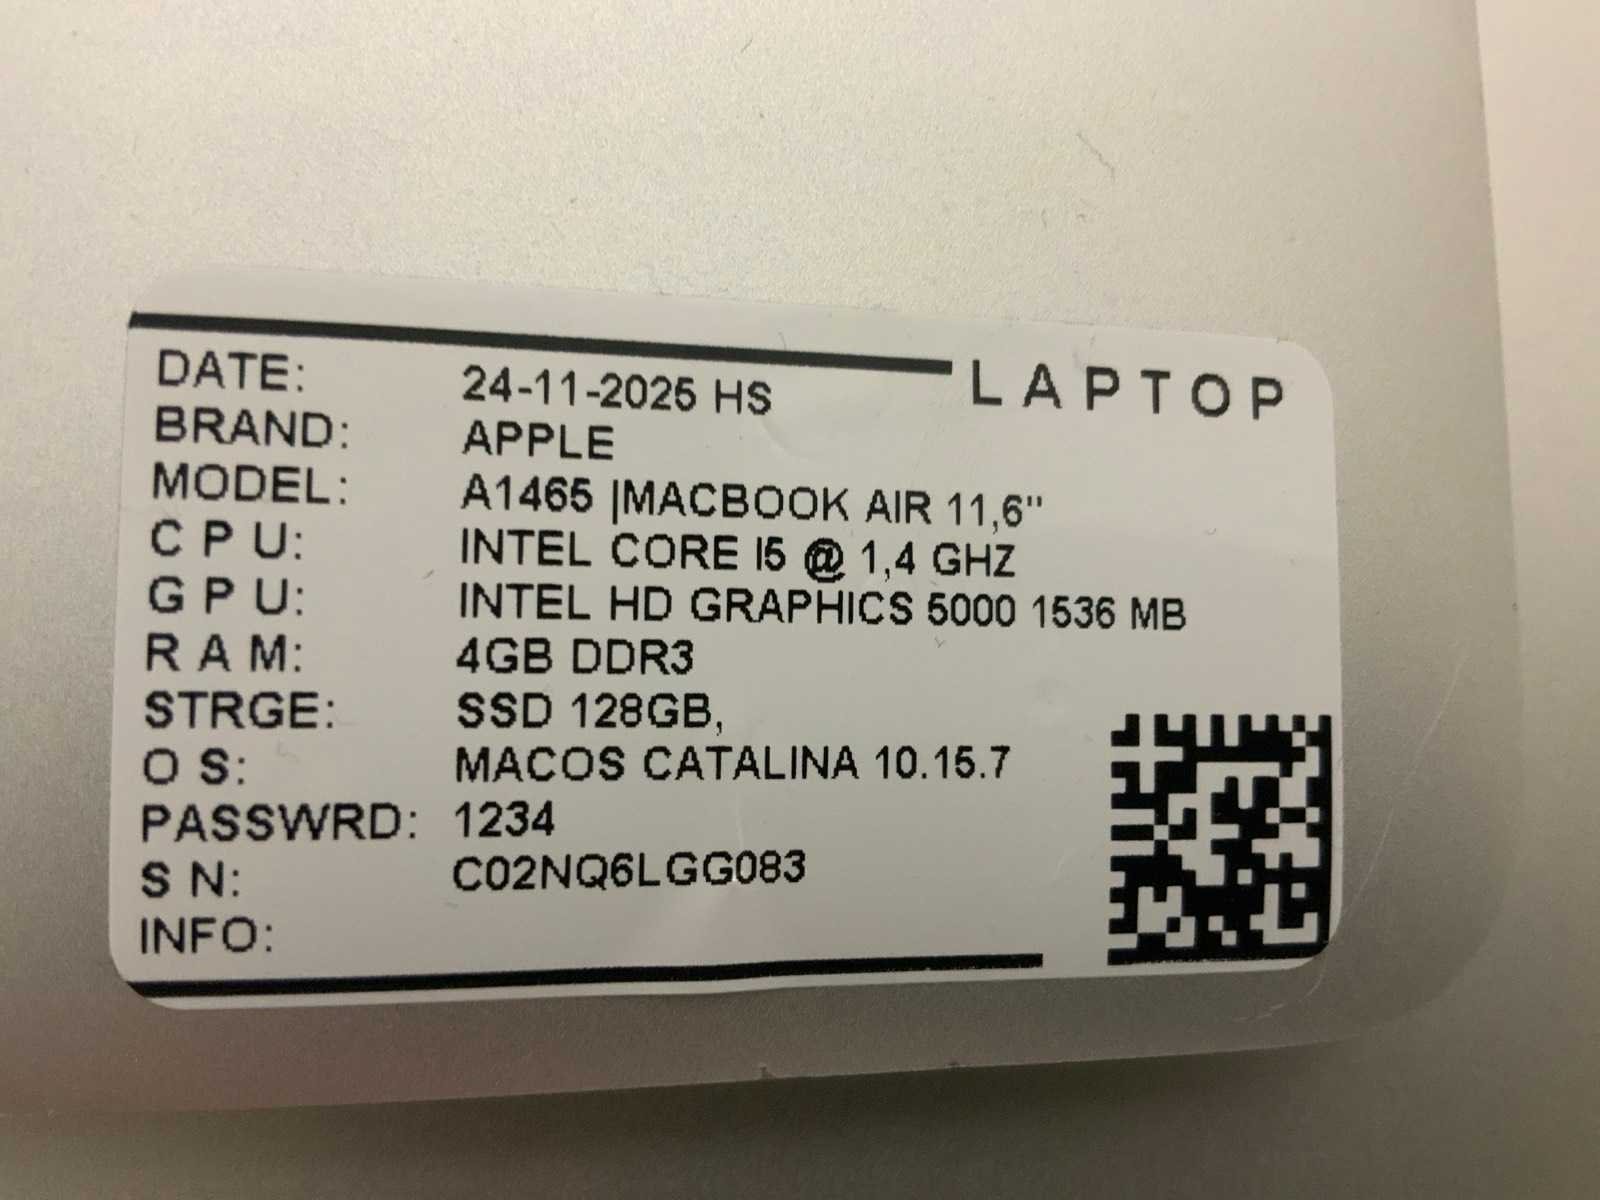 LAPTOP
DATE: 24-11-2025 HS
BRAND: APPLE
MODEL: A1465 |MACBOOK AIR 11,6"
C P U: INTEL CORE I5 @ 1,4 GHZ
G P U: INTEL HD GRAPHICS 5000 1536 MB
R A M: 4GB DDR3
STRGE: SSD 128GB,
O S: MACOS CATALINA 10.15.7
PASSWRD: 1234
S N: C02NQ6LGG083
INFO: